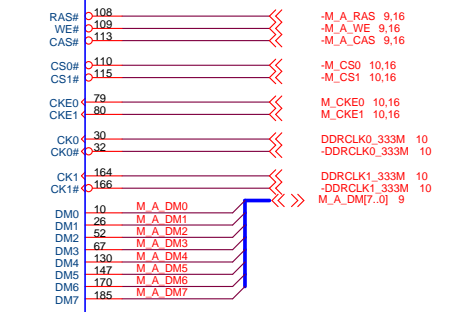 RAS# 108 -M_A_RAS 9,16
WE# 109 -M_A_WE 9,16
CAS# 113 -M_A_CAS 9,16
CS0# 110 -M_CS0 10,16
CS1# 115 -M_CS1 10,16
CKE0 79 M_CKE0 10,16
CKE1 80 M_CKE1 10,16
CK0 30 DDRCLK0_333M 10
CK0# 32 -DDRCLK0_333M 10
CK1 164 DDRCLK1_333M 10
CK1# 166 -DDRCLK1_333M 10
M_A_DM[7..0] 9
DM0 10 M_A_DM0
DM1 26 M_A_DM1
DM2 52 M_A_DM2
DM3 67 M_A_DM3
DM4 130 M_A_DM4
DM5 147 M_A_DM5
DM6 170 M_A_DM6
DM7 185 M_A_DM7